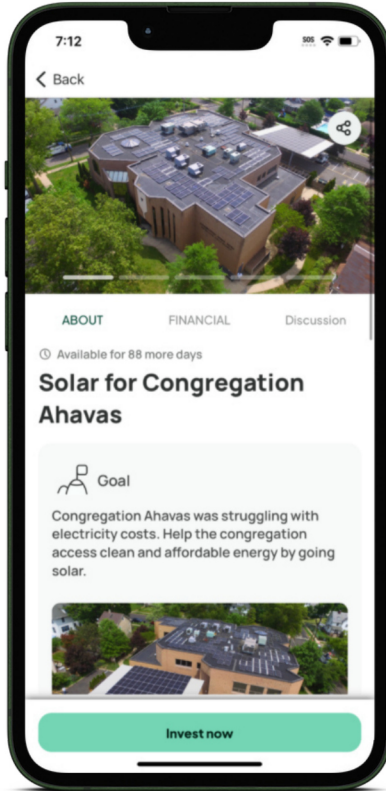 7:12
SOS
Back
ABOUT FINANCIAL Discussion
Available for 88 more days
Solar for Congregation
Ahavas
Goal
Congregation Ahavas was struggling with
electricity costs. Help the congregation
access clean and affordable energy by going
solar.
Invest now